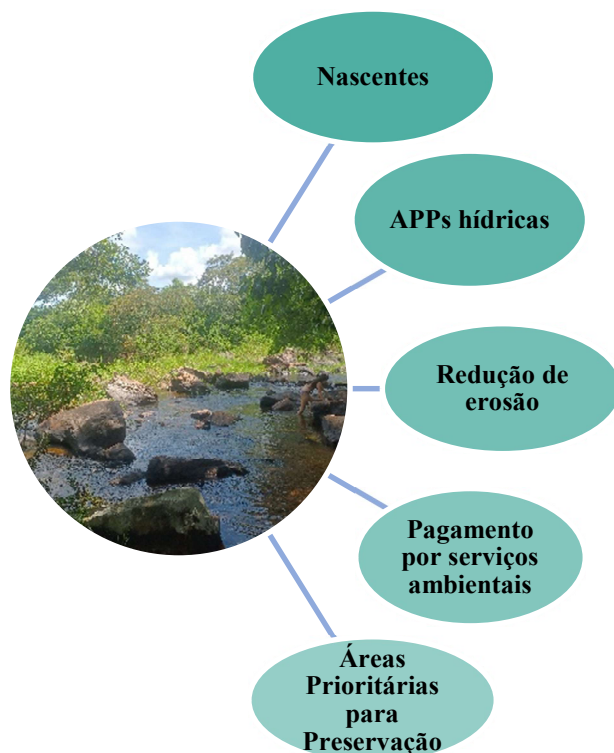 Nascentes
APPs hídricas
Redução de
erosão
Pagamento
por serviços
ambientais
Áreas
Prioritárias
para
Preservação